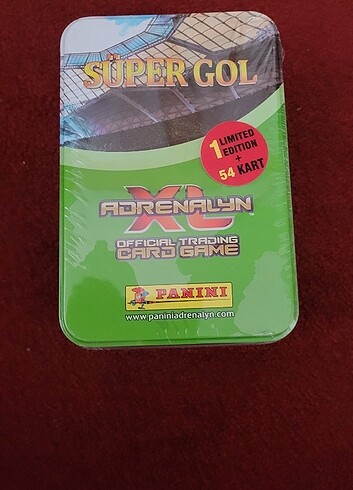 SÜPER GOL
1 LIMITED
EDITION
+
54 KART
ADRENALYN
XL
OFFICIAL TRADING
CARD GAME
PANINI
www.paniniadrenalyn.com